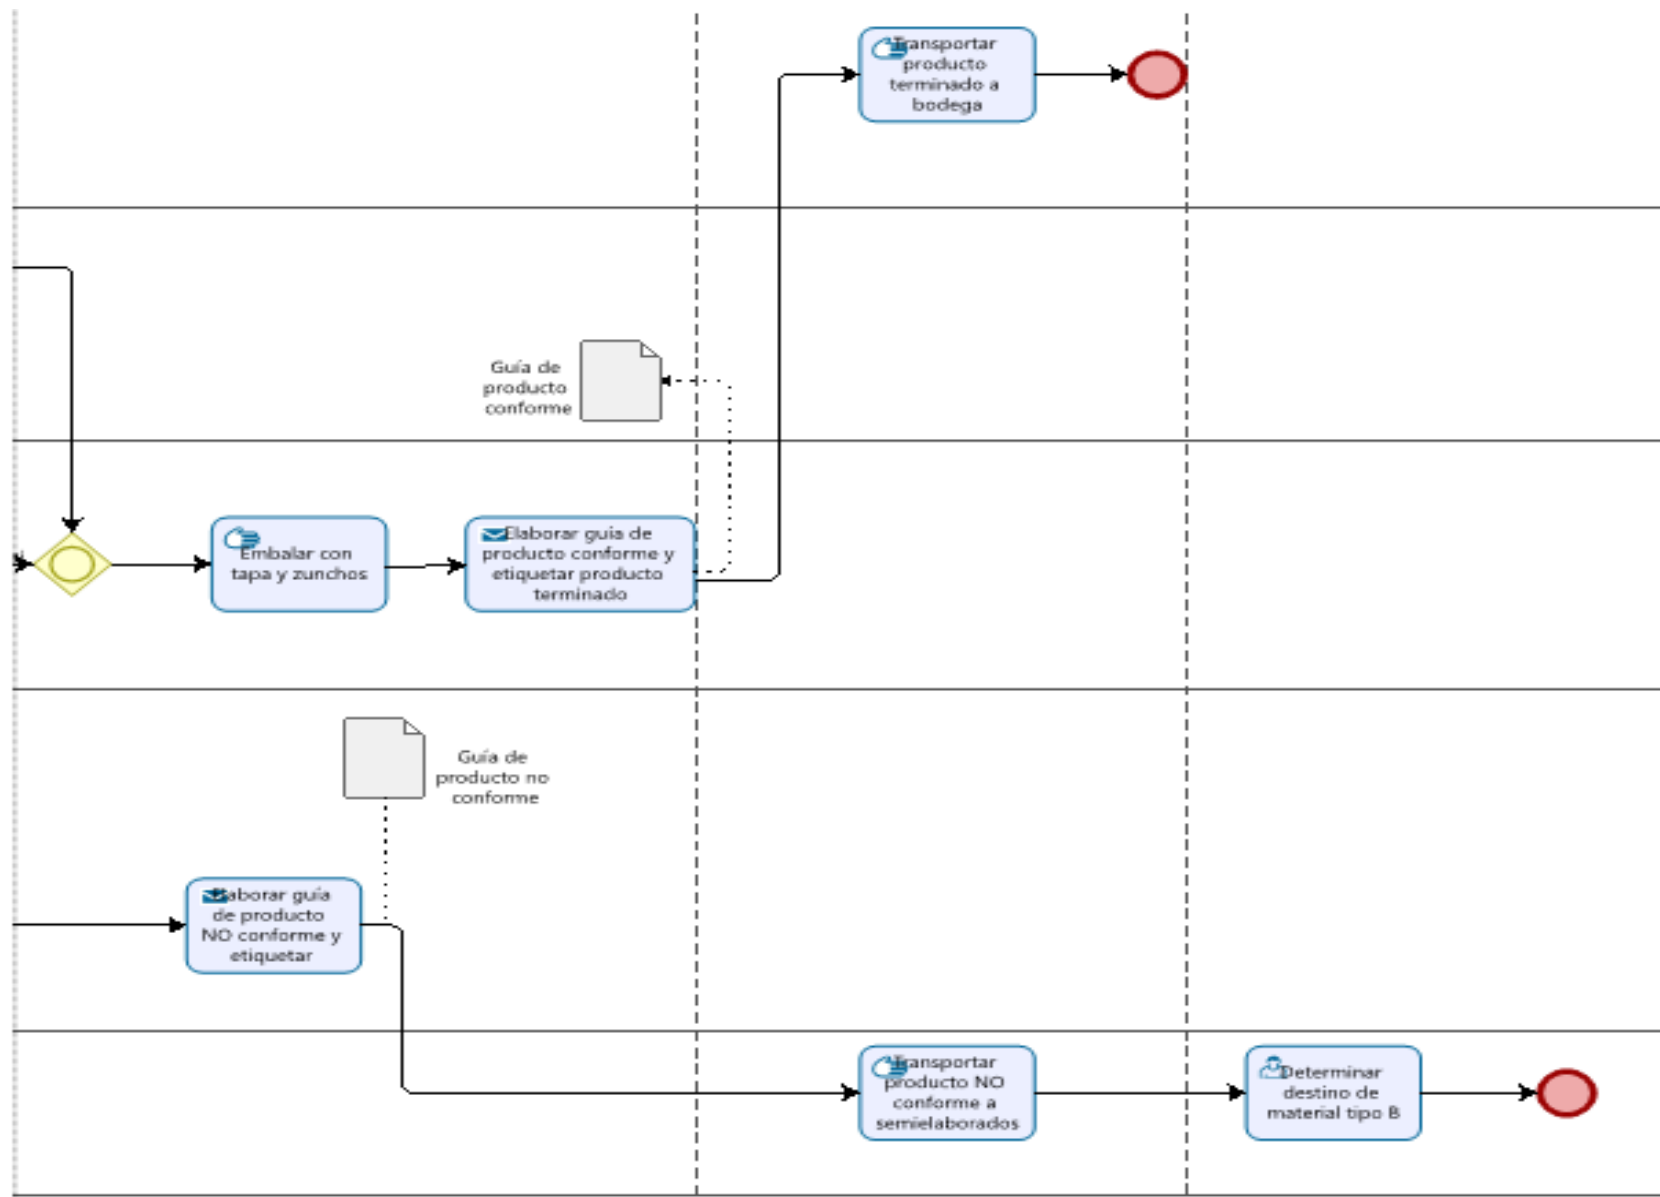 Transportar
producto
terminado a
bodega
Guía de
producto
conforme
Embalar con
tapa y zunchos
Elaborar guía de
producto conforme y
etiquetar producto
terminado
Guía de
producto no
conforme
Elaborar guía
de producto
NO conforme y
etiquetar
Transportar
producto NO
conforme a
semielaborados
Determinar
destino de
material tipo B